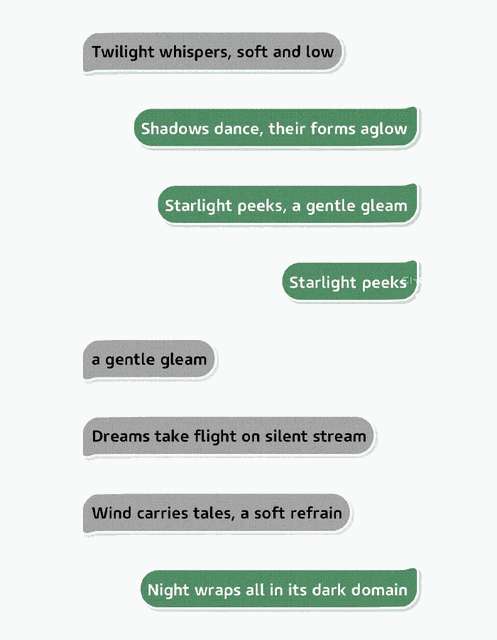 Twilight whispers, soft and low
Shadows dance, their forms aglow
Starlight peeks, a gentle gleam
Starlight peeks
a gentle gleam
Dreams take flight on silent stream
Wind carries tales, a soft refrain
Night wraps all in its dark domain